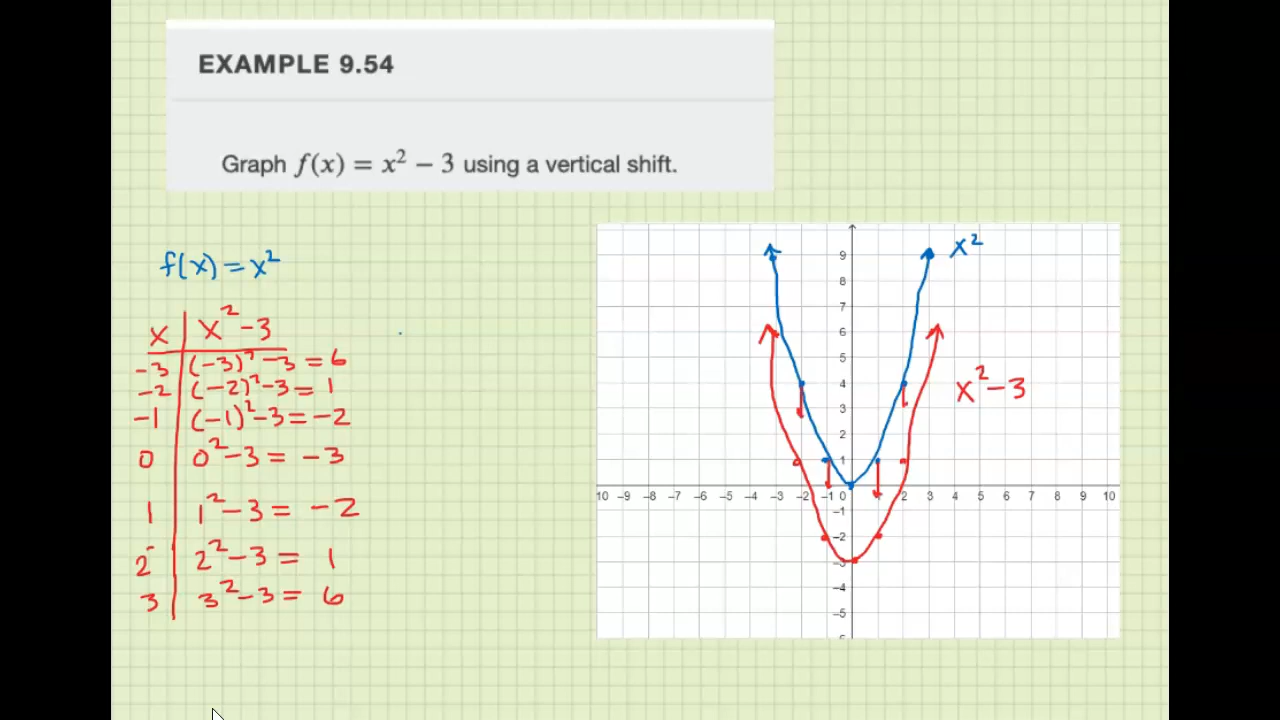 EXAMPLE 9.54
Graph f(x) = x² − 3 using a vertical shift.
f(x) = x²
x | x² − 3
−3 | (−3)² − 3 = 6
−2 | (−2)² − 3 = 1
−1 | (−1)² − 3 = −2
0 | 0² − 3 = −3
1 | 1² − 3 = −2
2 | 2² − 3 = 1
3 | 3² − 3 = 6
x²
x² − 3
9
8
7
6
5
4
3
2
1
10 −9 −8 −7 −6 −5 −4 −3 −2 −1 0 2 3 4 5 6 7 8 9 10
−1
−2
−3
−4
−5